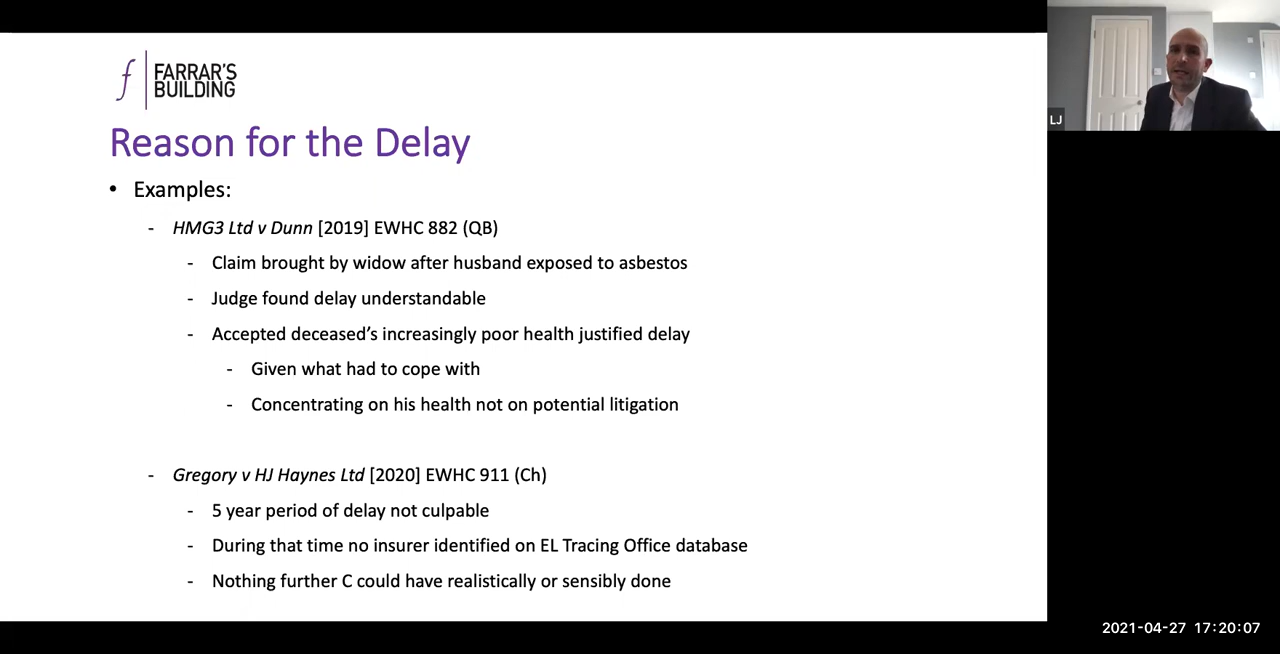 f FARRAR'S
BUILDING
Reason for the Delay
• Examples:
- HMG3 Ltd v Dunn [2019] EWHC 882 (QB)
- Claim brought by widow after husband exposed to asbestos
- Judge found delay understandable
- Accepted deceased's increasingly poor health justified delay
- Given what had to cope with
- Concentrating on his health not on potential litigation
- Gregory v HJ Haynes Ltd [2020] EWHC 911 (Ch)
- 5 year period of delay not culpable
- During that time no insurer identified on EL Tracing Office database
- Nothing further C could have realistically or sensibly done
LJ
2021-04-27 17:20:07